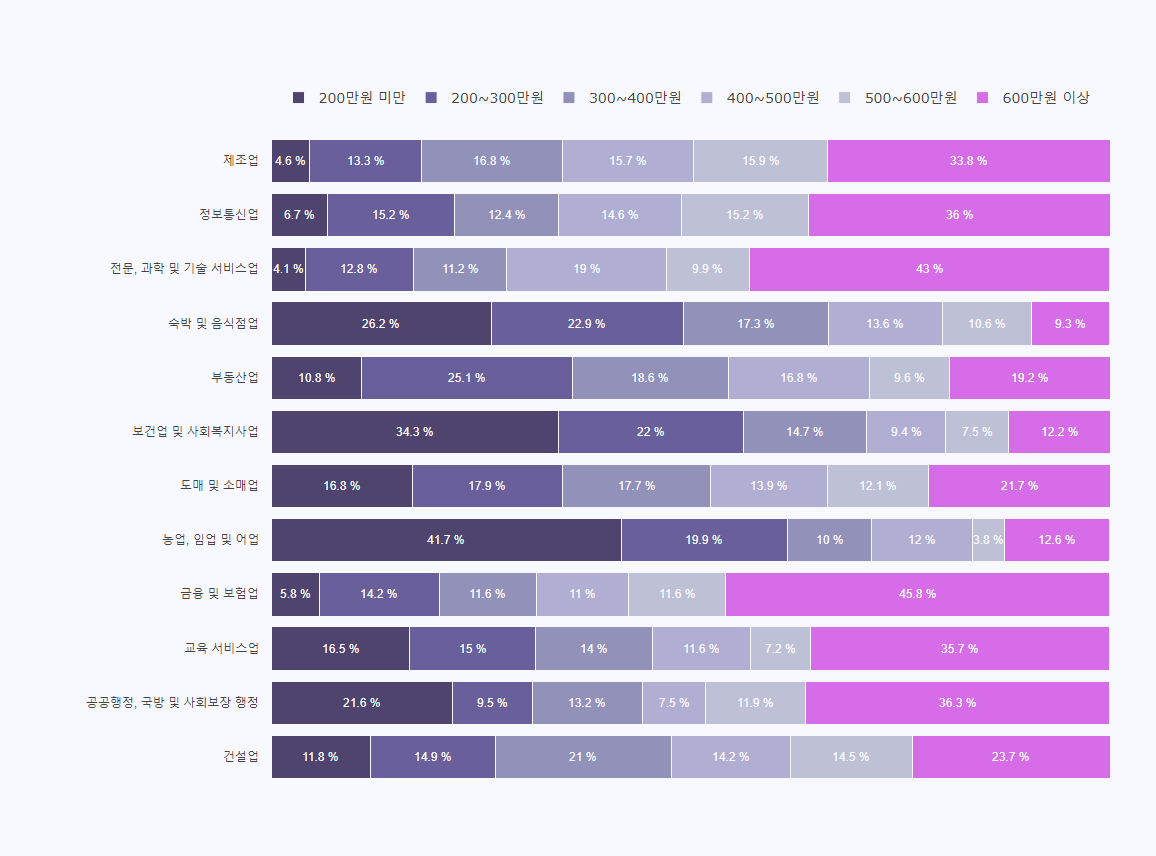 200만원 미만 200~300만원 300~400만원 400~500만원 500~600만원 600만원 이상
제조업 4.6 % 13.3 % 16.8 % 15.7 % 15.9 % 33.8 %
정보통신업 6.7 % 15.2 % 12.4 % 14.6 % 15.2 % 36 %
전문, 과학 및 기술 서비스업 4.1 % 12.8 % 11.2 % 19 % 9.9 % 43 %
숙박 및 음식점업 26.2 % 22.9 % 17.3 % 13.6 % 10.6 % 9.3 %
부동산업 10.8 % 25.1 % 18.6 % 16.8 % 9.6 % 19.2 %
보건업 및 사회복지사업 34.3 % 22 % 14.7 % 9.4 % 7.5 % 12.2 %
도매 및 소매업 16.8 % 17.9 % 17.7 % 13.9 % 12.1 % 21.7 %
농업, 임업 및 어업 41.7 % 19.9 % 10 % 12 % 3.8 % 12.6 %
금융 및 보험업 5.8 % 14.2 % 11.6 % 11 % 11.6 % 45.8 %
교육 서비스업 16.5 % 15 % 14 % 11.6 % 7.2 % 35.7 %
공공행정, 국방 및 사회보장 행정 21.6 % 9.5 % 13.2 % 7.5 % 11.9 % 36.3 %
건설업 11.8 % 14.9 % 21 % 14.2 % 14.5 % 23.7 %